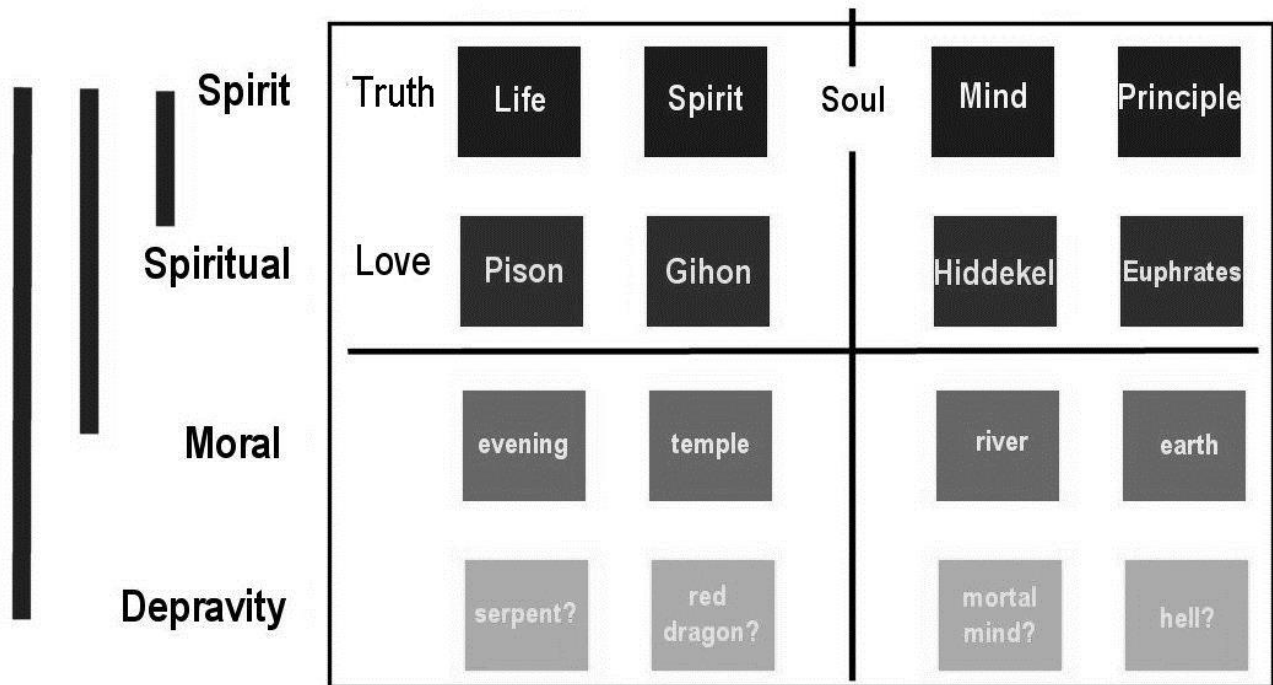 Spirit Truth Life Spirit Soul Mind Principle
Spiritual Love Pison Gihon Hiddekel Euphrates
Moral evening temple river earth
Depravity serpent? red dragon? mortal mind? hell?